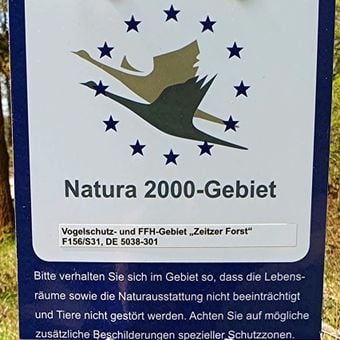 Natura 2000-Gebiet
Vogelschutz- und FFH-Gebiet „Zeitzer Forst"
F156/S31, DE 5038-301
Bitte verhalten Sie sich im Gebiet so, dass die Lebens-
räume sowie die Naturausstattung nicht beeinträchtigt
und Tiere nicht gestört werden. Achten Sie auf mögliche
zusätzliche Beschilderungen spezieller Schutzzonen.